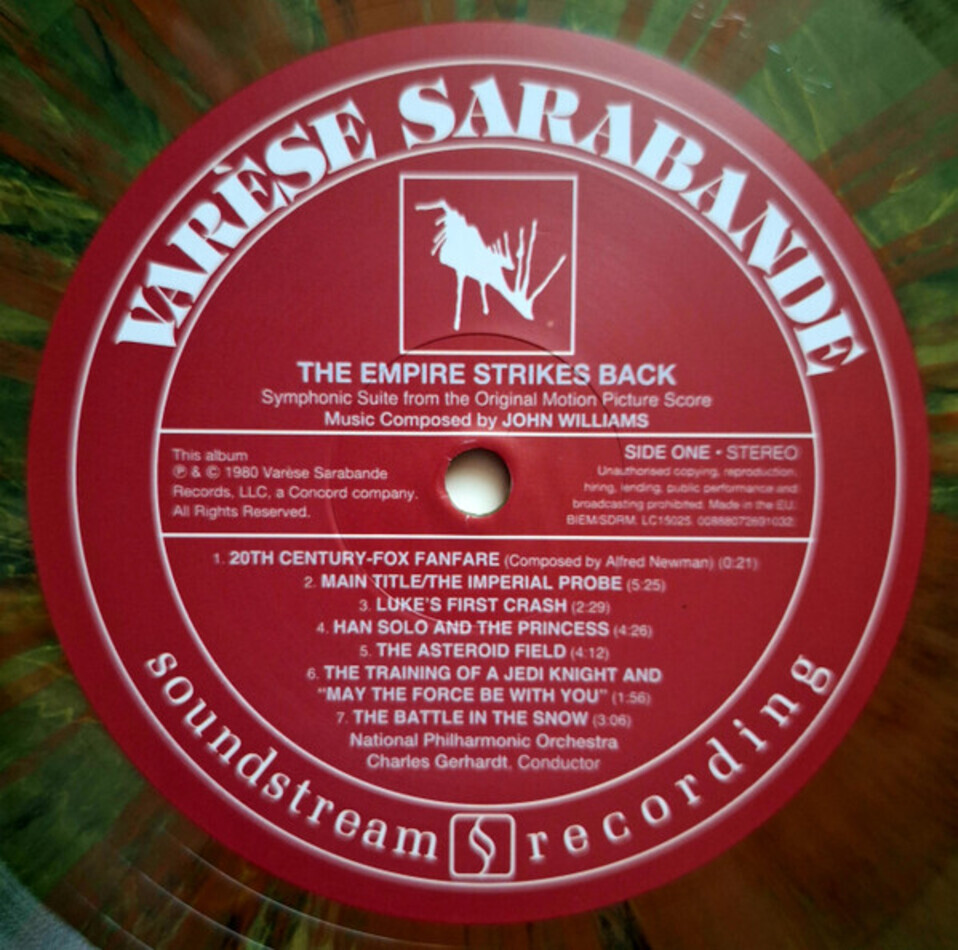 VARÈSE SARABANDE
THE EMPIRE STRIKES BACK
Symphonic Suite from the Original Motion Picture Score
Music Composed by JOHN WILLIAMS
This album
℗ & © 1980 Varèse Sarabande
Records, LLC, a Concord company.
All Rights Reserved.
SIDE ONE • STEREO
Unauthorised copying, reproduction,
hiring, lending, public performance and
broadcasting prohibited. Made in the EU.
BIEM/SDRM. LC15025. 00888072691032
1. 20TH CENTURY-FOX FANFARE (Composed by Alfred Newman) (0:21)
2. MAIN TITLE/THE IMPERIAL PROBE (5:25)
3. LUKE'S FIRST CRASH (2:29)
4. HAN SOLO AND THE PRINCESS (4:26)
5. THE ASTEROID FIELD (4:12)
6. THE TRAINING OF A JEDI KNIGHT AND
"MAY THE FORCE BE WITH YOU" (1:56)
7. THE BATTLE IN THE SNOW (3:06)
National Philharmonic Orchestra
Charles Gerhardt, Conductor
soundstream recording